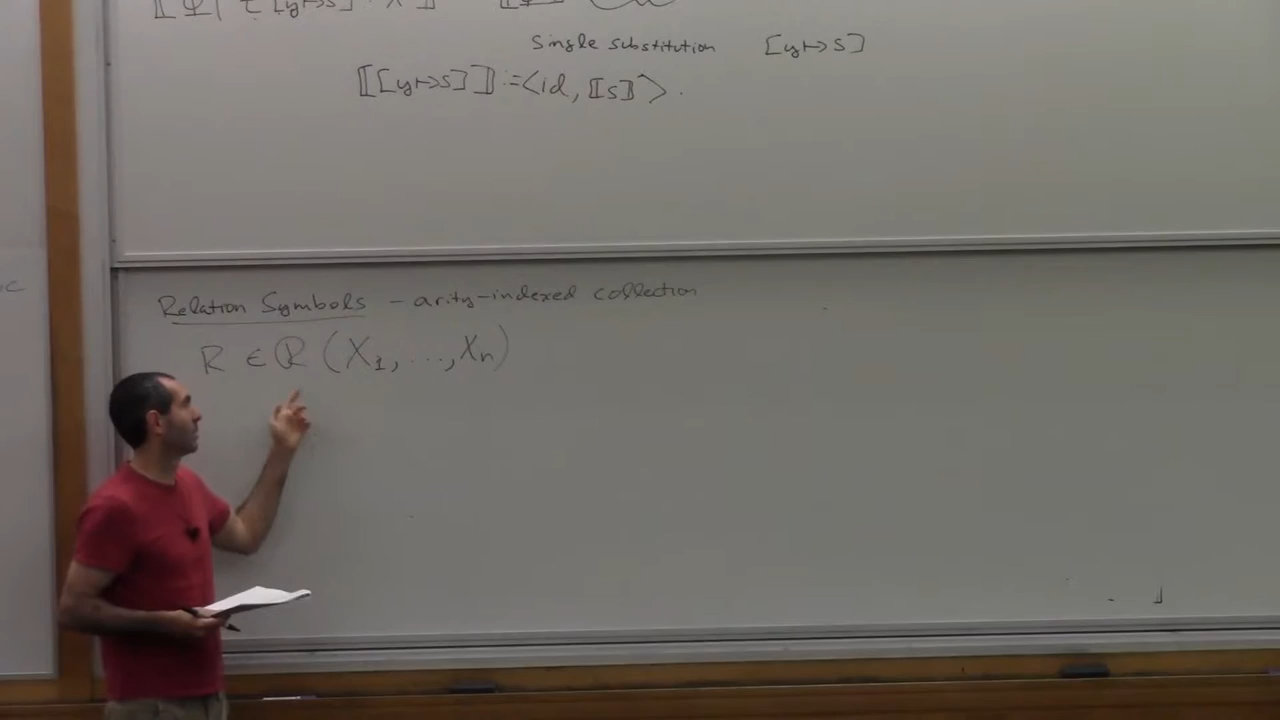 ⟦Φ | t[y↦s] : X⟧
Single substitution [y↦s]
⟦[y↦s]⟧ := <id, ⟦s⟧>.
Relation Symbols - arity-indexed collection
R ∈ ℝ (X₁, ..., Xₙ)